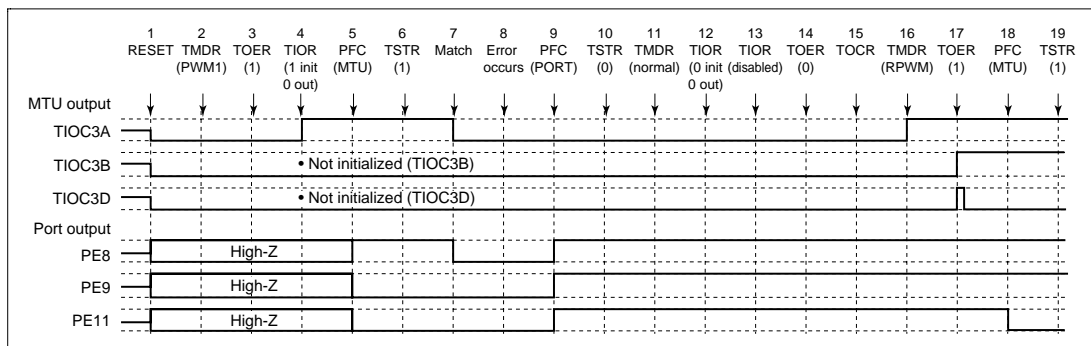 1 2 3 4 5 6 7 8 9 10 11 12 13 14 15 16 17 18 19
RESET TMDR TOER TIOR PFC TSTR Match Error PFC TSTR TMDR TIOR TIOR TOER TOCR TMDR TOER PFC TSTR
(PWM1) (1) (1 init (MTU) (1) occurs (PORT) (0) (normal) (0 init (disabled) (0) (RPWM) (1) (MTU) (1)
0 out) 0 out)
MTU output
TIOC3A
TIOC3B • Not initialized (TIOC3B)
TIOC3D • Not initialized (TIOC3D)
Port output
PE8 High-Z
PE9 High-Z
PE11 High-Z